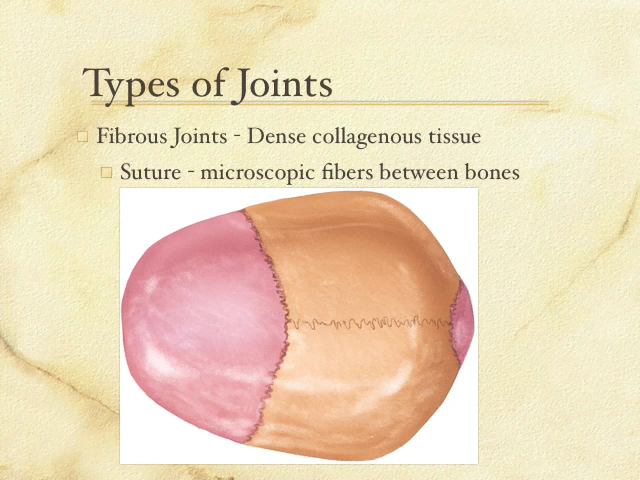 Types of Joints
Fibrous Joints - Dense collagenous tissue
Suture - microscopic fibers between bones